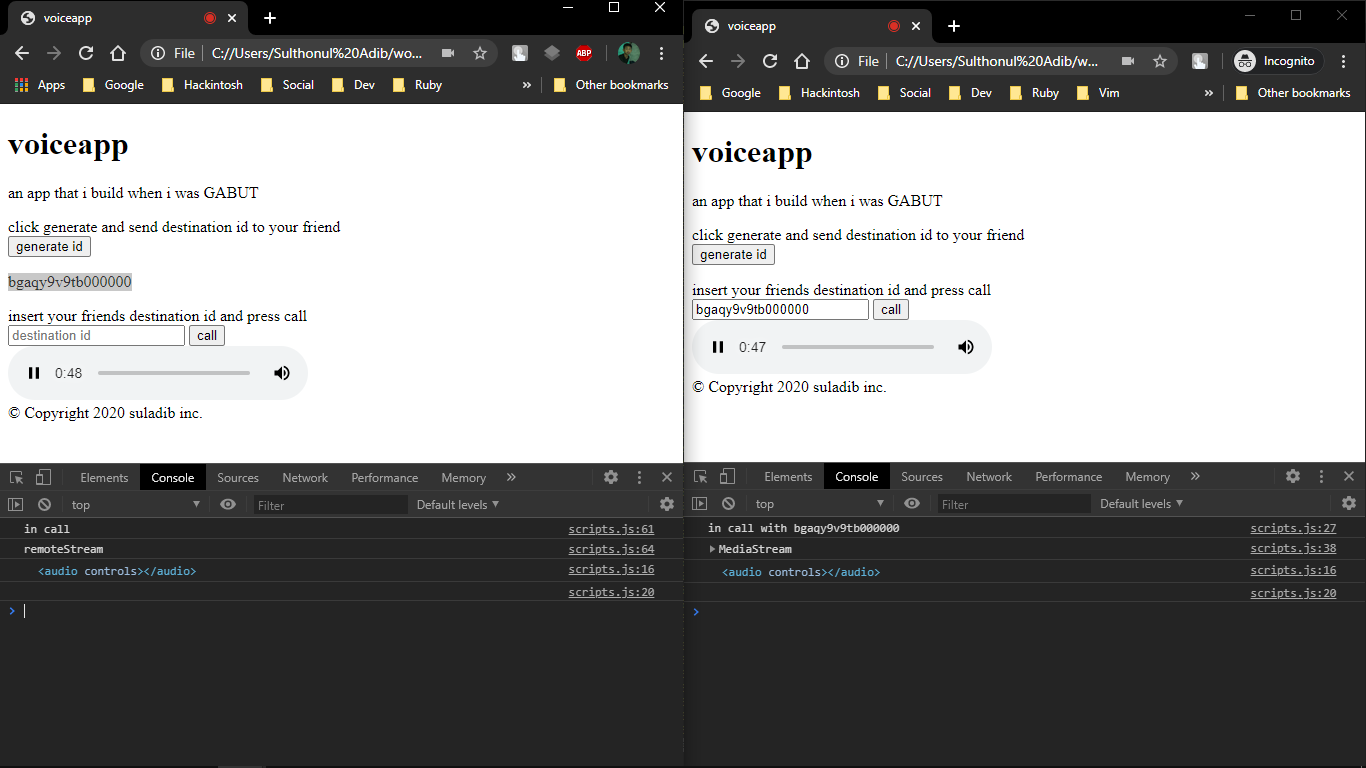 voiceapp
File C://Users/Sulthonul%20Adib/wo...
ABP
Apps Google Hackintosh Social Dev Ruby » Other bookmarks
voiceapp
an app that i build when i was GABUT
click generate and send destination id to your friend
generate id
bgaqy9v9tb000000
insert your friends destination id and press call
destination id call
0:48
© Copyright 2020 suladib inc.
Elements Console Sources Network Performance Memory »
top Filter Default levels
in call scripts.js:61
remoteStream scripts.js:64
<audio controls></audio> scripts.js:16
scripts.js:20
voiceapp
File C://Users/Sulthonul%20Adib/w... Incognito
Google Hackintosh Social Dev Ruby Vim » Other bookmarks
voiceapp
an app that i build when i was GABUT
click generate and send destination id to your friend
generate id
insert your friends destination id and press call
bgaqy9v9tb000000 call
0:47
© Copyright 2020 suladib inc.
Elements Console Sources Network Performance Memory »
top Filter Default levels
in call with bgaqy9v9tb000000 scripts.js:27
MediaStream scripts.js:38
<audio controls></audio> scripts.js:16
scripts.js:20